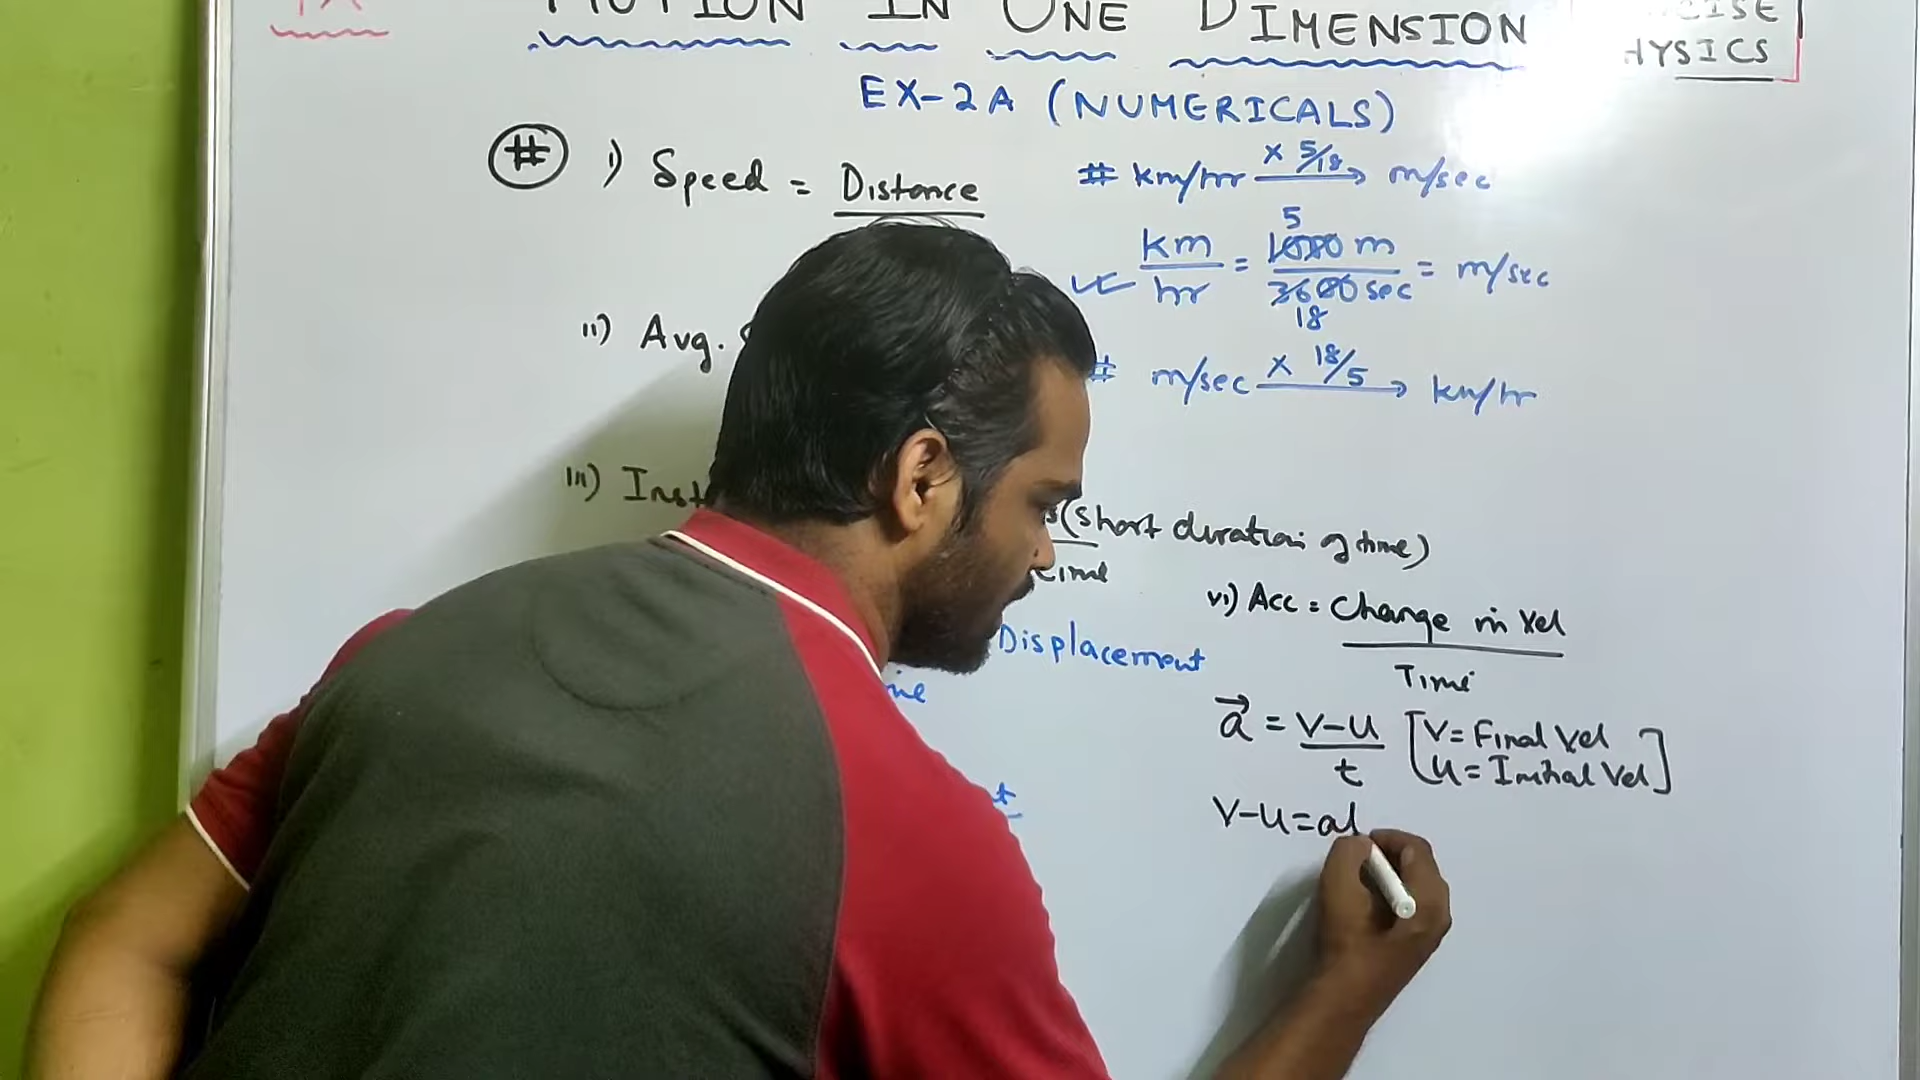 IX
MOTION IN ONE DIMENSION
PHYSICS
EX-2A (NUMERICALS)
# i) Speed = Distance
# km/hr × 5/18 → m/sec
5
km/hr = 1000 m/3600 sec = m/sec
18
ii) Avg.
# m/sec × 18/5 → km/hr
iii) Inst
(short duration of time)
Time
vi) Acc = Change in Vel
Time
Displacement
a⃗ = v-u/t [v = Final Vel
u = Initial Vel]
v-u = at